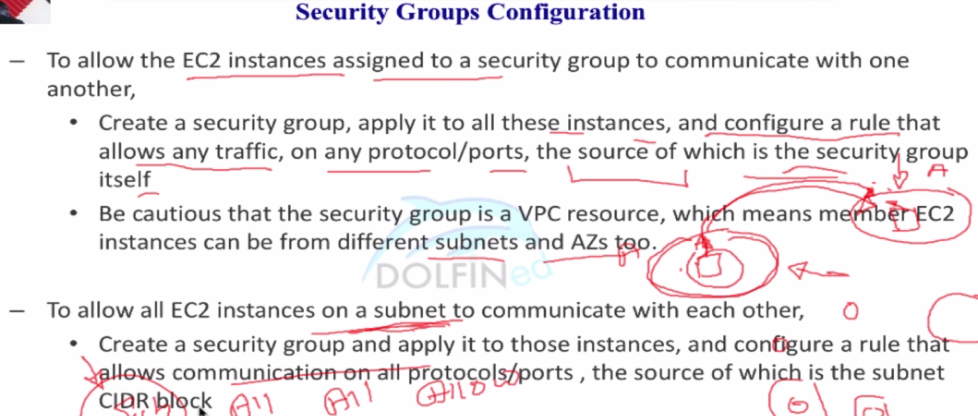 Security Groups Configuration
– To allow the EC2 instances assigned to a security group to communicate with one
another,
• Create a security group, apply it to all these instances, and configure a rule that
allows any traffic, on any protocol/ports, the source of which is the security group
itself
A
• Be cautious that the security group is a VPC resource, which means member EC2
instances can be from different subnets and AZs too.
A
DOLFINed
– To allow all EC2 instances on a subnet to communicate with each other,
• Create a security group and apply it to those instances, and configure a rule that
allows communication on all protocols/ports , the source of which is the subnet
CIDR block
All All Allow